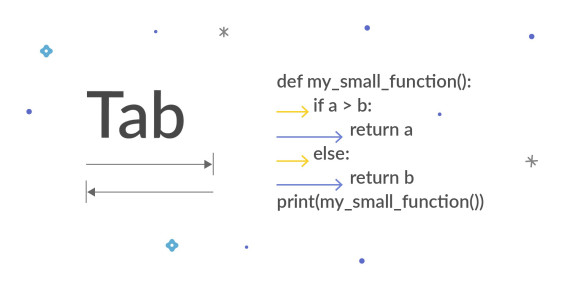 Tab
def my_small_function():
if a > b:
return a
else:
return b
print(my_small_function())